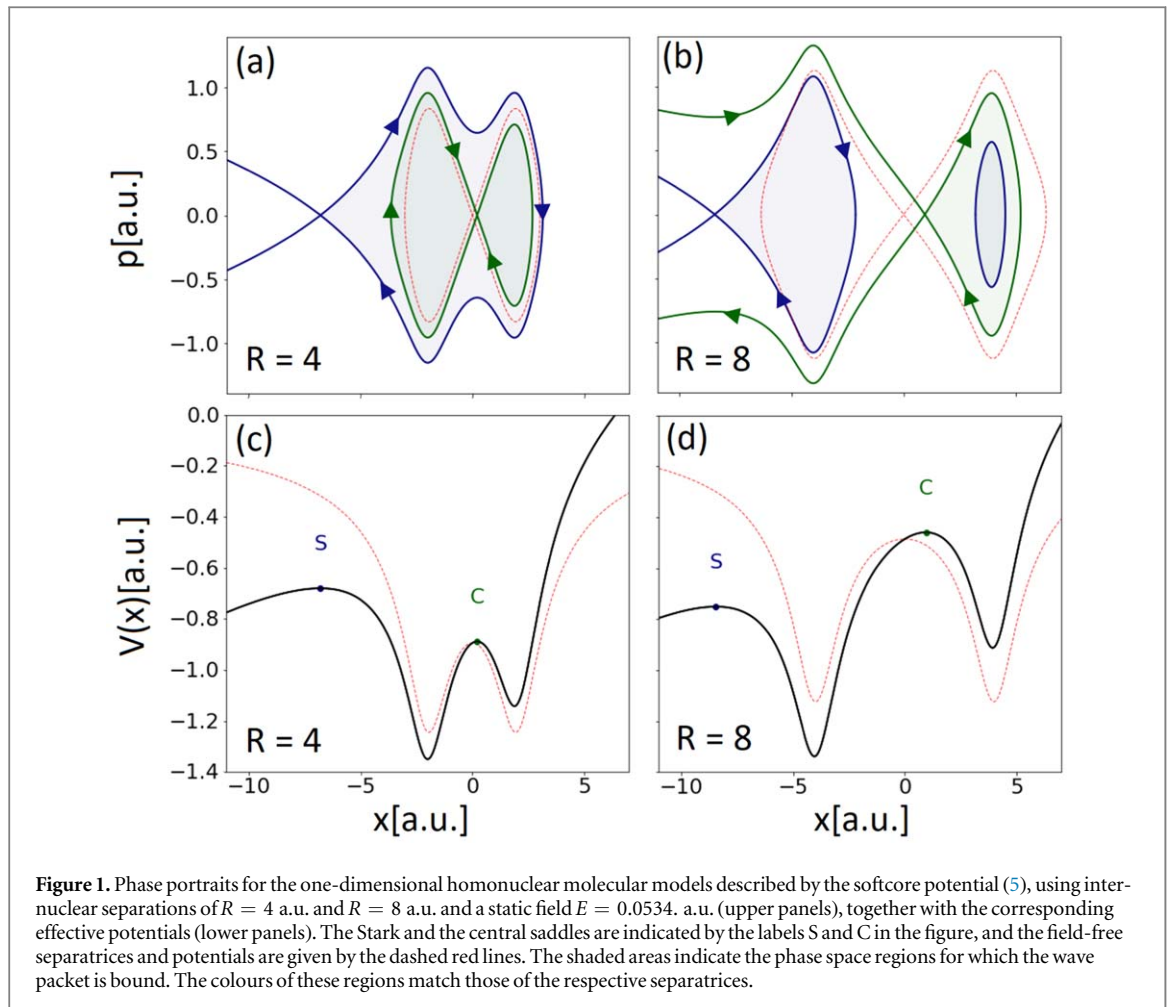 (a)
(b)
1.0
0.5
0.0
−0.5
−1.0
p[a.u.]
R = 4
R = 8
(c)
(d)
0.0
−0.2
−0.4
−0.6
−0.8
−1.0
−1.2
−1.4
V(x)[a.u.]
S
C
S
C
R = 4
R = 8
−10
−5
0
5
−10
−5
0
5
x[a.u.]
x[a.u.]
Figure 1. Phase portraits for the one-dimensional homonuclear molecular models described by the softcore potential (5), using inter-
nuclear separations of R = 4 a.u. and R = 8 a.u. and a static field E = 0.0534. a.u. (upper panels), together with the corresponding
effective potentials (lower panels). The Stark and the central saddles are indicated by the labels S and C in the figure, and the field-free
separatrices and potentials are given by the dashed red lines. The shaded areas indicate the phase space regions for which the wave
packet is bound. The colours of these regions match those of the respective separatrices.